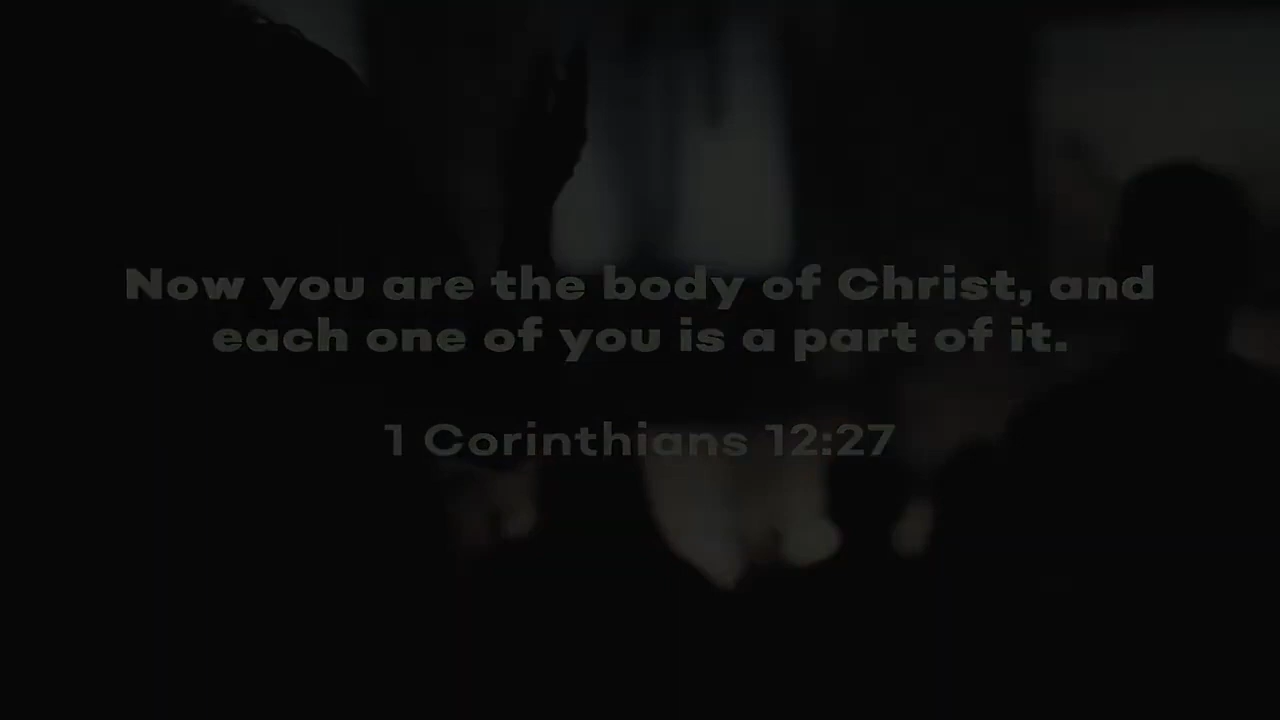 Now you are the body of Christ, and
each one of you is a part of it.
1 Corinthians 12:27